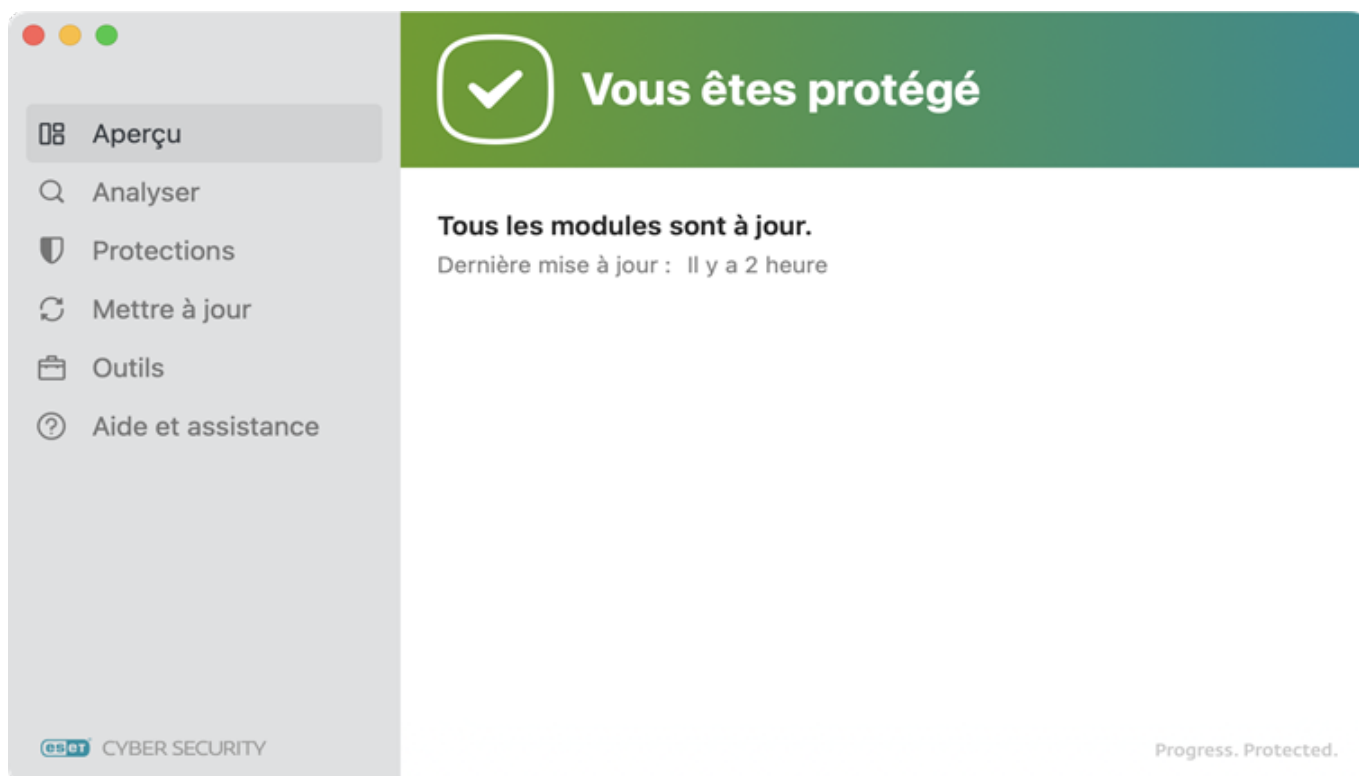 Aperçu
Analyser
Protections
Mettre à jour
Outils
Aide et assistance
eset CYBER SECURITY
Vous êtes protégé
Tous les modules sont à jour.
Dernière mise à jour : Il y a 2 heure
Progress. Protected.